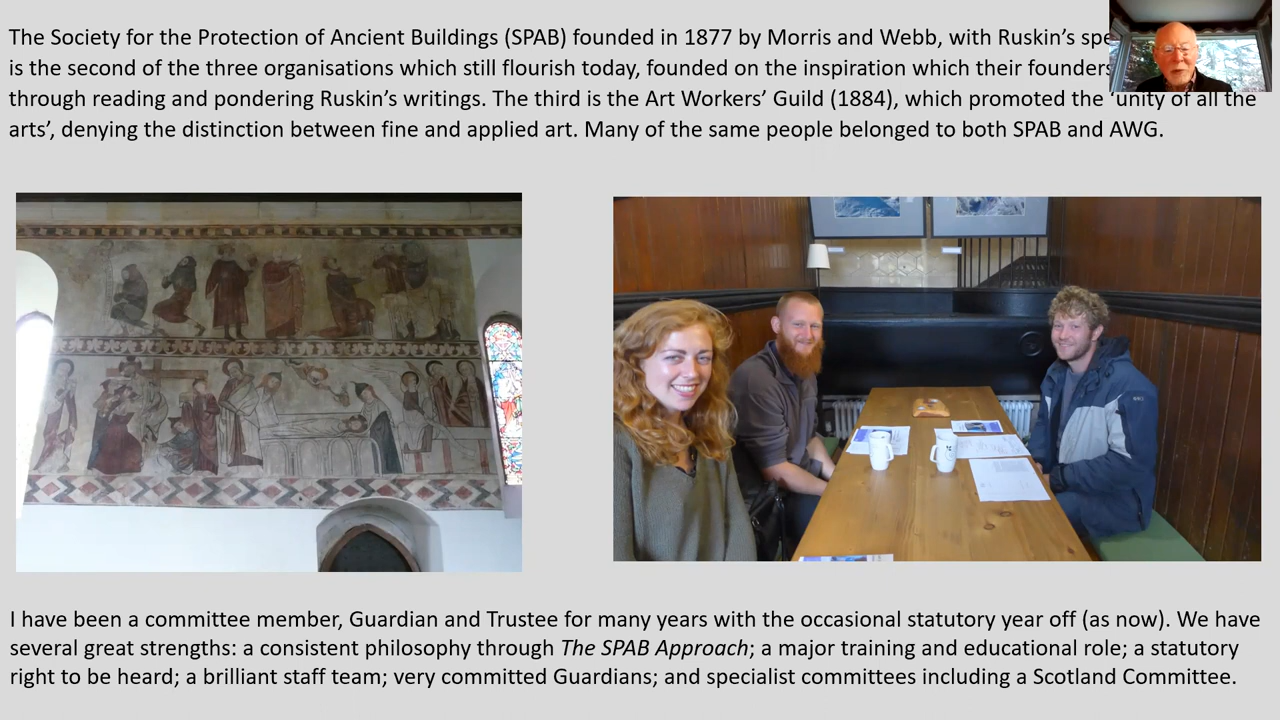 The Society for the Protection of Ancient Buildings (SPAB) founded in 1877 by Morris and Webb, with Ruskin’s
is the second of the three organisations which still flourish today, founded on the inspiration which their founders
through reading and pondering Ruskin’s writings. The third is the Art Workers’ Guild (1884), which promoted the ‘unity of all the
arts’, denying the distinction between fine and applied art. Many of the same people belonged to both SPAB and AWG.
I have been a committee member, Guardian and Trustee for many years with the occasional statutory year off (as now). We have
several great strengths: a consistent philosophy through The SPAB Approach; a major training and educational role; a statutory
right to be heard; a brilliant staff team; very committed Guardians; and specialist committees including a Scotland Committee.